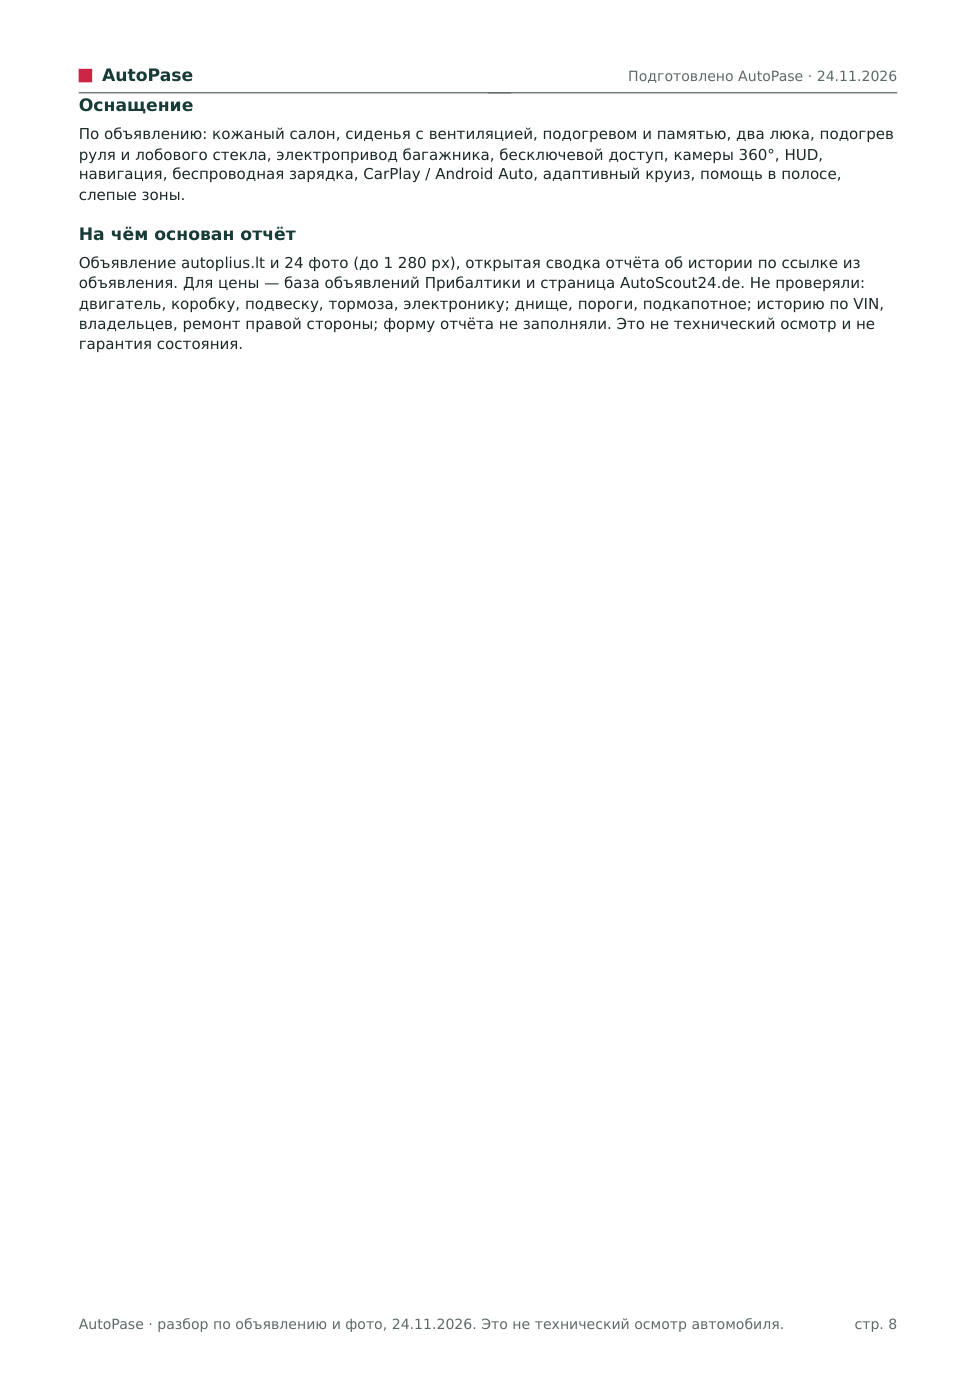 AutoPase
Подготовлено AutoPase · 24.11.2026
Оснащение
По объявлению: кожаный салон, сиденья с вентиляцией, подогревом и памятью, два люка, подогрев
руля и лобового стекла, электропривод багажника, бесключевой доступ, камеры 360°, HUD,
навигация, беспроводная зарядка, CarPlay / Android Auto, адаптивный круиз, помощь в полосе,
слепые зоны.
На чём основан отчёт
Объявление autoplius.lt и 24 фото (до 1 280 px), открытая сводка отчёта об истории по ссылке из
объявления. Для цены — база объявлений Прибалтики и страница AutoScout24.de. Не проверяли:
двигатель, коробку, подвеску, тормоза, электронику; днище, пороги, подкапотное; историю по VIN,
владельцев, ремонт правой стороны; форму отчёта не заполняли. Это не технический осмотр и не
гарантия состояния.
AutoPase · разбор по объявлению и фото, 24.11.2026. Это не технический осмотр автомобиля.
стр. 8